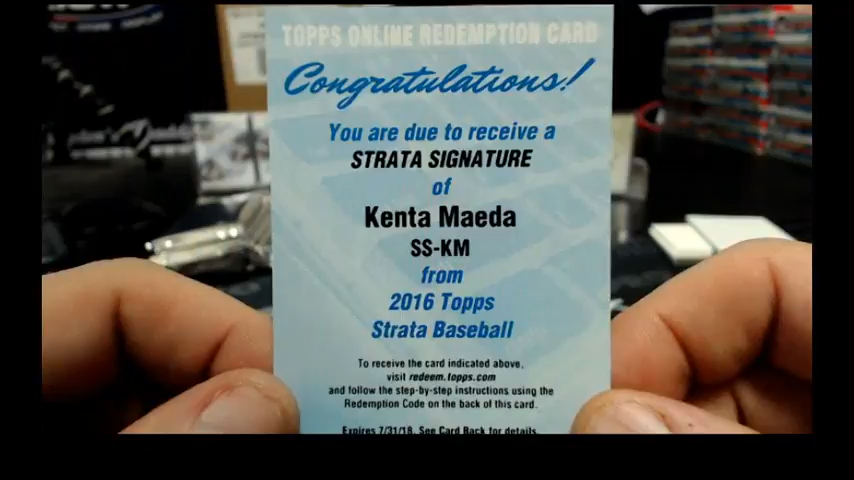 TOPPS ONLINE REDEMPTION CARD
Congratulations!
You are due to receive a
STRATA SIGNATURE
of
Kenta Maeda
SS-KM
from
2016 Topps
Strata Baseball
To receive the card indicated above,
visit redeem.topps.com
and follow the step-by-step instructions using the
Redemption Code on the back of this card.
Expires 7/31/18. See Card Back for details.